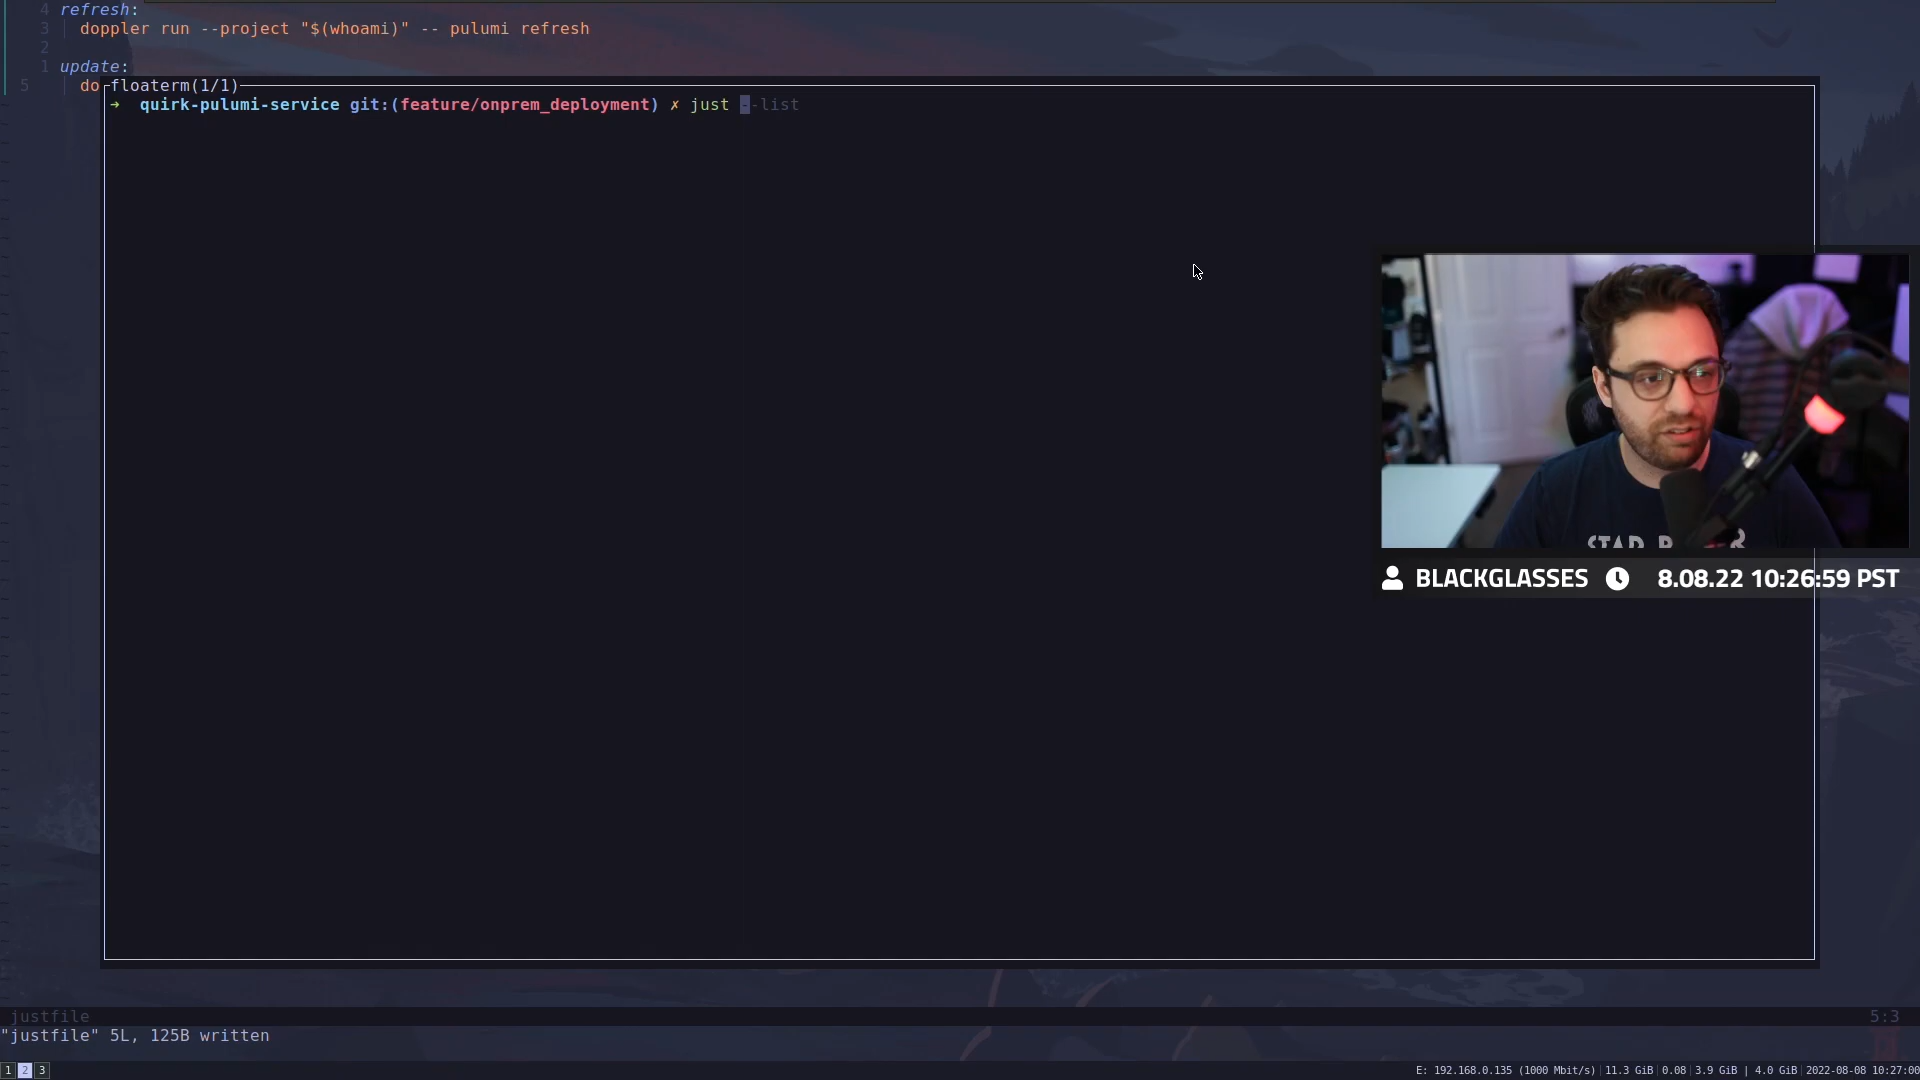 4 refresh:
3 doppler run --project "$(whoami)" -- pulumi refresh
2
1 update:
5 do
floaterm(1/1)
➜ quirk-pulumi-service git:(feature/onprem_deployment) ✗ just --list
BLACKGLASSES 8.08.22 10:26:59 PST
justfile 5:3
"justfile" 5L, 125B written
1 2 3 E: 192.168.0.135 (1000 Mbit/s) | 11.3 GiB | 0.08 | 3.9 GiB | 4.0 GiB | 2022-08-08 10:27:00